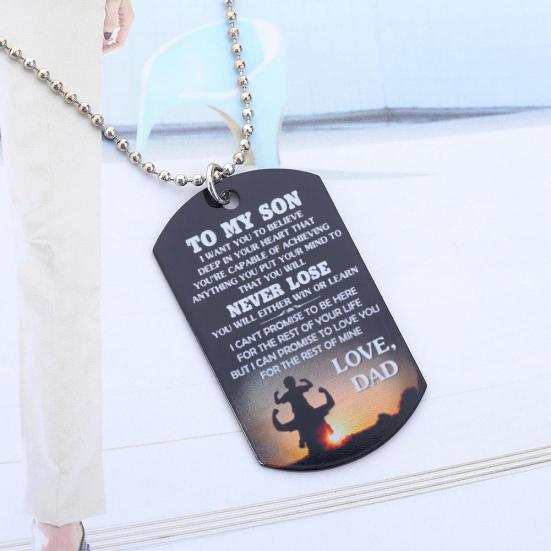 TO MY SON
I WANT YOU TO BELIEVE
DEEP IN YOUR HEART THAT
YOU'RE CAPABLE OF ACHIEVING
ANYTHING YOU PUT YOUR MIND TO
THAT YOU WILL
NEVER LOSE
YOU WILL EITHER WIN OR LEARN
I CAN'T PROMISE TO BE HERE
FOR THE REST OF YOUR LIFE
BUT I CAN PROMISE TO LOVE YOU
FOR THE REST OF MINE
LOVE,
DAD